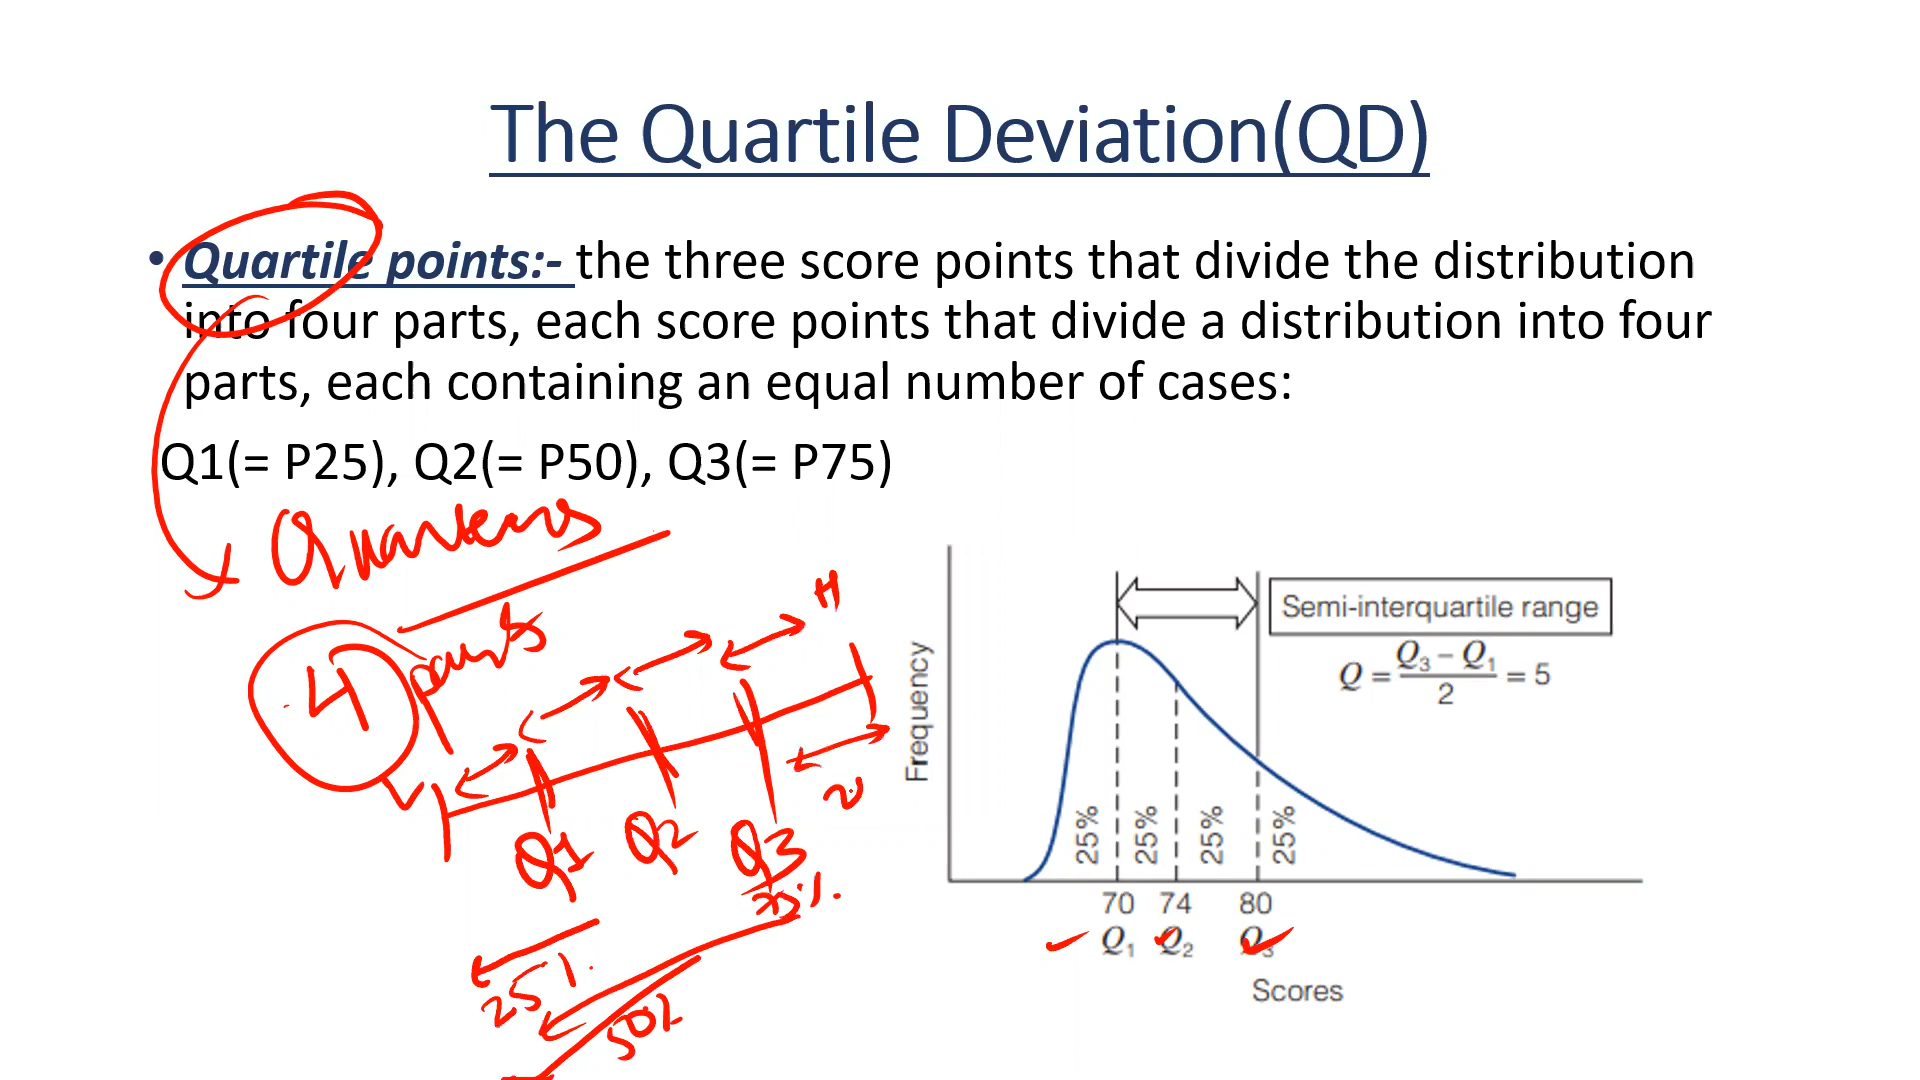 The Quartile Deviation(QD)
• Quartile points:- the three score points that divide the distribution
into four parts, each score points that divide a distribution into four
parts, each containing an equal number of cases:
Q1(= P25), Q2(= P50), Q3(= P75)
Quarters
4 parts
Q1 Q2 Q3
75%.
25%.
50%
Semi-interquartile range
Q = Q₃ − Q₁ / 2 = 5
Frequency
25% 25% 25% 25%
70 74 80
Q₁ Q₂ Q₃
Scores